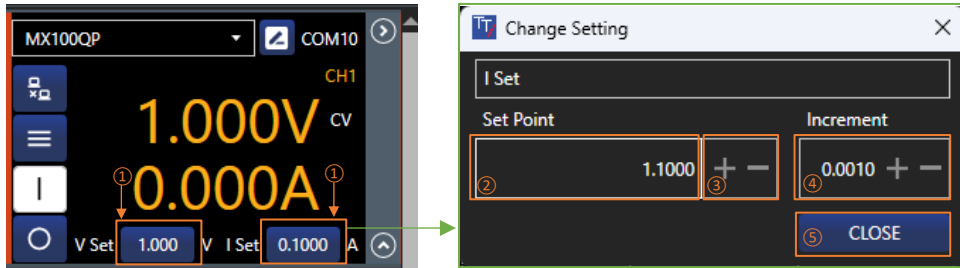 MX100QP
COM10
CH1
1.000V CV
① 0.000A ①
V Set 1.000 V I Set 0.1000 A
TT Change Setting
I Set
Set Point Increment
② 1.1000 ③ + − ④ 0.0010 + −
⑤ CLOSE